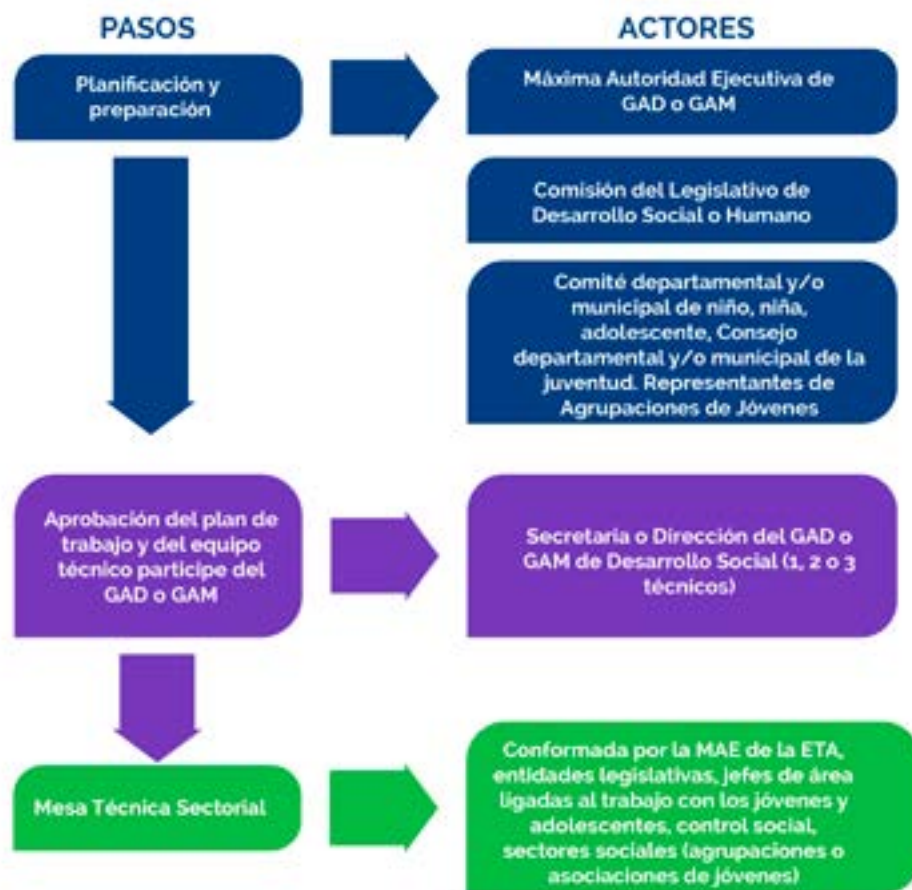 PASOS
ACTORES
Planificación y
preparación
Máxima Autoridad Ejecutiva de
GAD o GAM
Comisión del Legislativo de
Desarrollo Social o Humano
Comité departamental y/o
municipal de niño, niña,
adolescente, Consejo
departamental y/o municipal de la
juventud. Representantes de
Agrupaciones de Jóvenes
Aprobación del plan de
trabajo y del equipo
técnico partícipe del
GAD o GAM
Secretaria o Dirección del GAD o
GAM de Desarrollo Social (1, 2 o 3
técnicos)
Mesa Técnica Sectorial
Conformada por la MAE de la ETA,
entidades legislativas, jefes de área
ligadas al trabajo con los jóvenes y
adolescentes, control social,
sectores sociales (agrupaciones o
asociaciones de jóvenes)